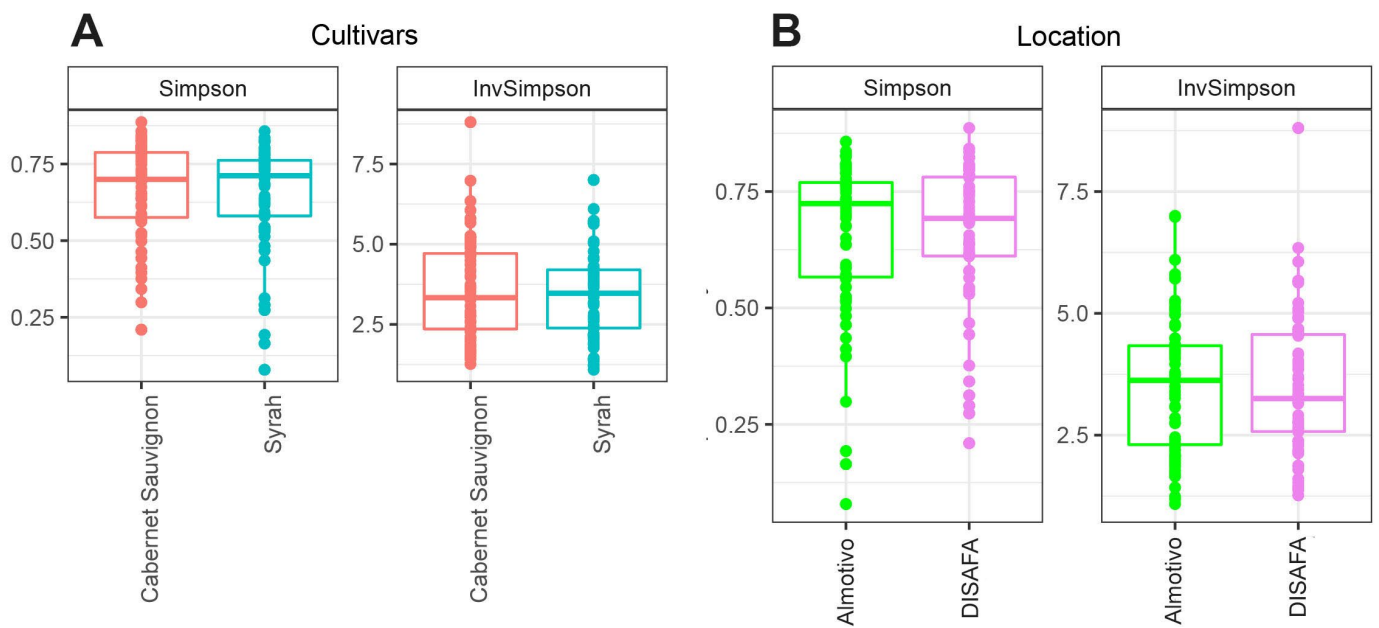 A
Cultivars
Simpson
InvSimpson
0.75
0.50
0.25
7.5
5.0
2.5
Cabernet Sauvignon
Syrah
Cabernet Sauvignon
Syrah
B
Location
Simpson
InvSimpson
0.75
0.50
0.25
7.5
5.0
2.5
Almotivo
DISAFA
Almotivo
DISAFA